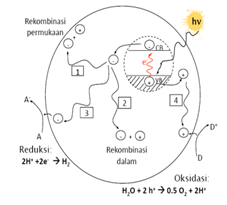 Rekombinasi
permukaan
hv
CB
VB
1
2
3
4
A-
A
D+
D
Reduksi:
2H⁺ +2e⁻ → H₂
Rekombinasi
dalam
Oksidasi:
H₂O + 2 h⁺ → 0.5 O₂ + 2H⁺